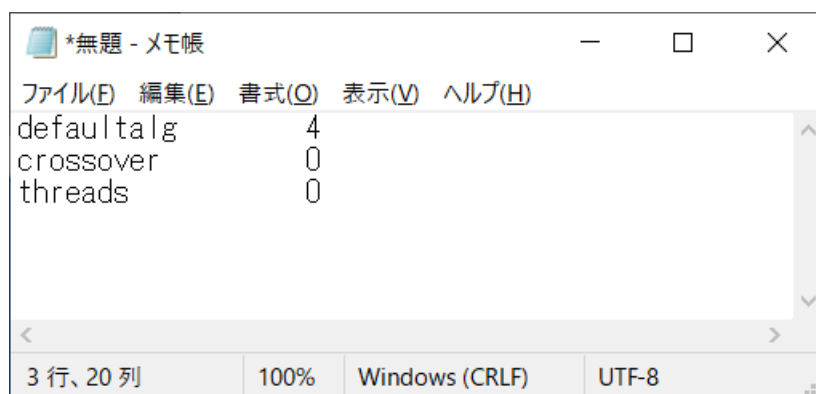 *無題 - メモ帳
ファイル(F) 編集(E) 書式(O) 表示(V) ヘルプ(H)
defaultalg 4
crossover 0
threads 0
3 行、20 列 100% Windows (CRLF) UTF-8